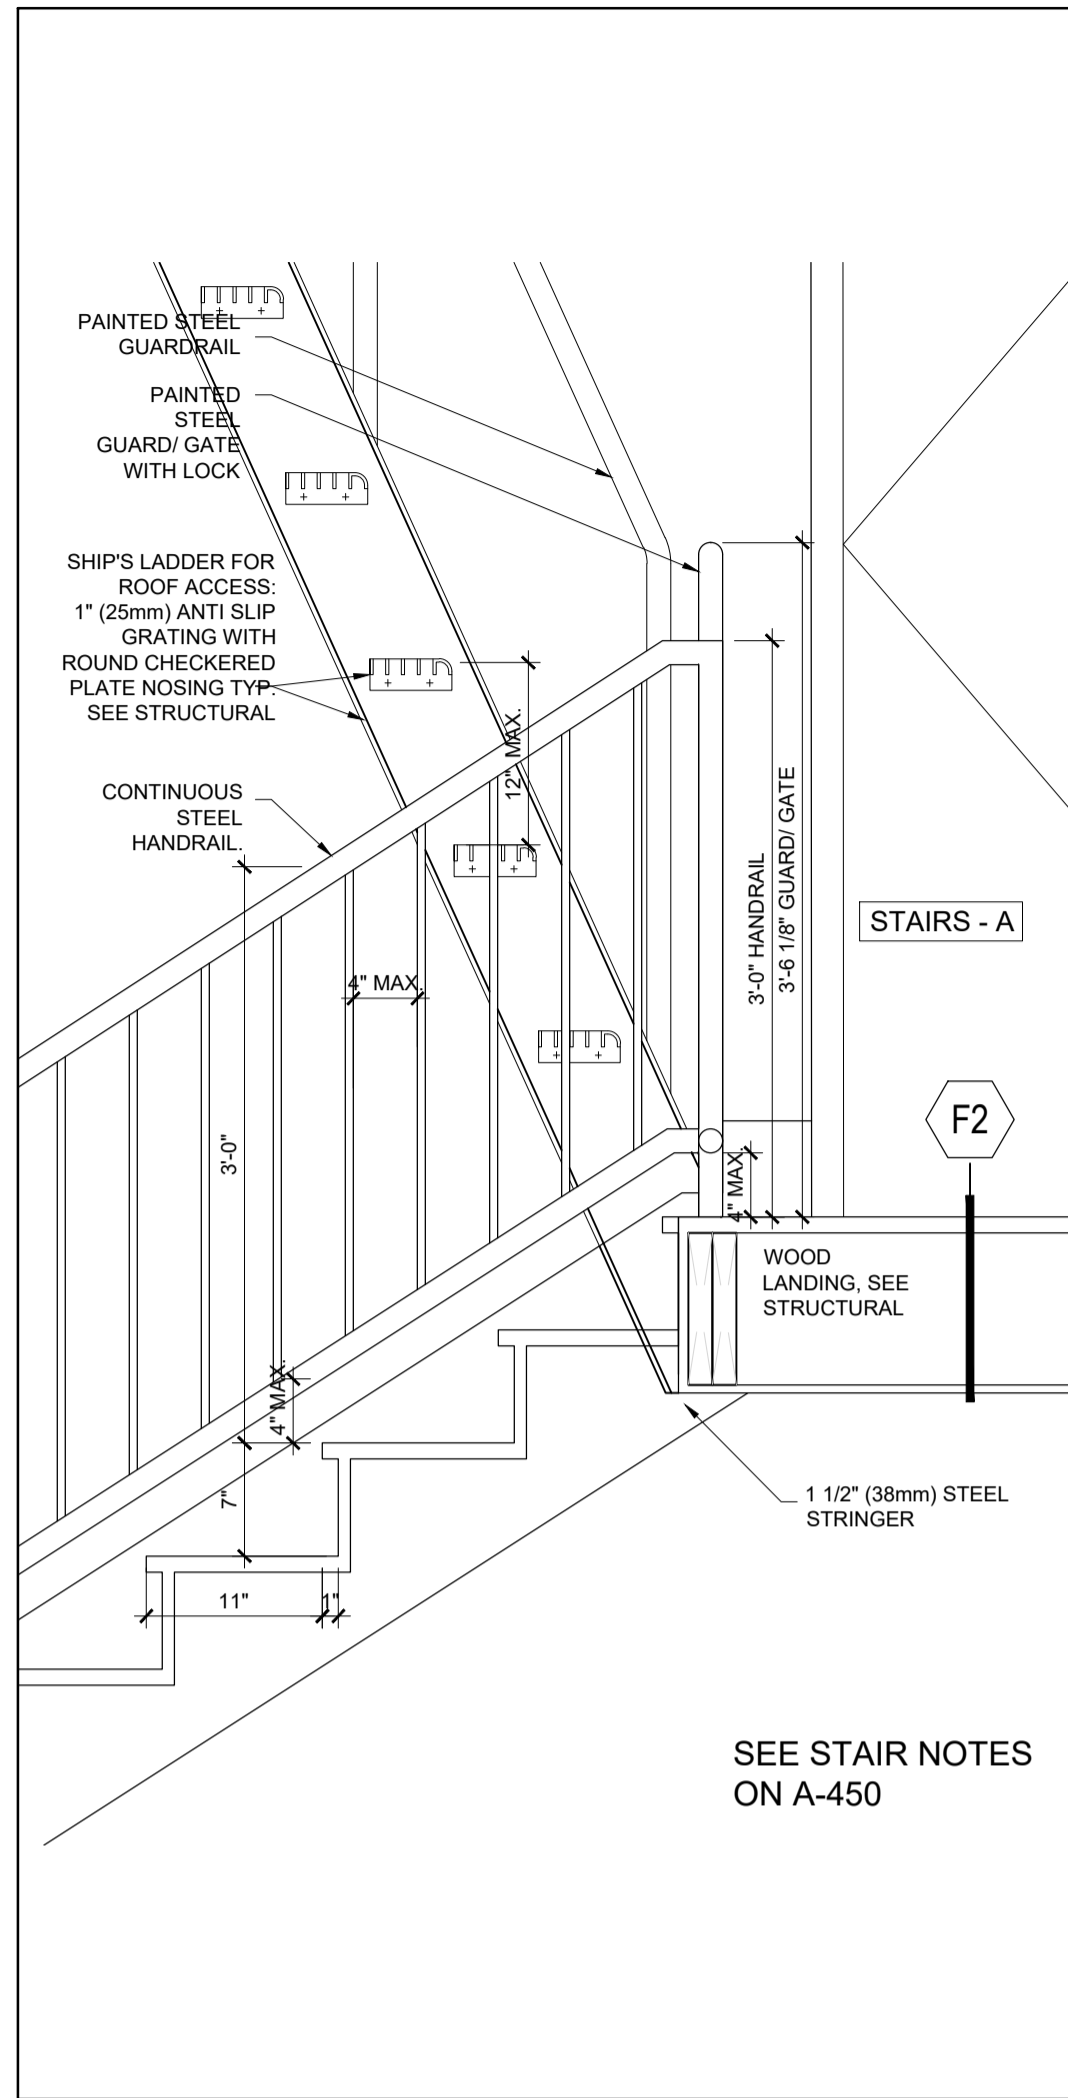 PAINTED STEEL
GUARDRAIL
PAINTED
STEEL
GUARD/ GATE
WITH LOCK
SHIP'S LADDER FOR
ROOF ACCESS:
1" (25mm) ANTI SLIP
GRATING WITH
ROUND CHECKERED
PLATE NOSING TYP.
SEE STRUCTURAL
12" MAX.
CONTINUOUS
STEEL
HANDRAIL.
3'-0" HANDRAIL
3'-6 1/8" GUARD/ GATE
STAIRS - A
4" MAX.
3'-0"
F2
4" MAX.
WOOD
LANDING, SEE
STRUCTURAL
4" MAX.
7"
1 1/2" (38mm) STEEL
STRINGER
11"
1"
SEE STAIR NOTES
ON A-450